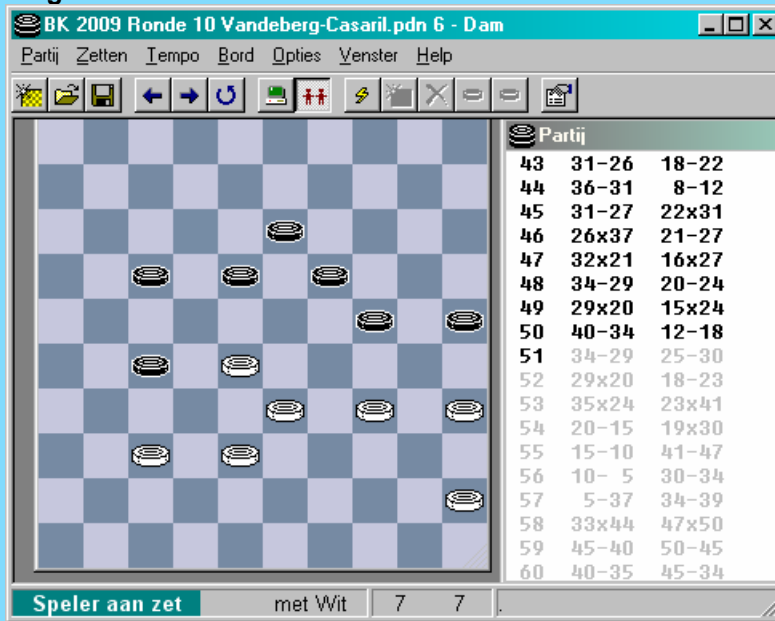 BK 2009 Ronde 10 Vandeberg-Casaril.pdn 6 - Dam
Partij Zetten Tempo Bord Opties Venster Help
Partij
43 31-26 18-22
44 36-31 8-12
45 31-27 22x31
46 26x37 21-27
47 32x21 16x27
48 34-29 20-24
49 29x20 15x24
50 40-34 12-18
51 34-29 25-30
52 29x20 18-23
53 35x24 23x41
54 20-15 19x30
55 15-10 41-47
56 10- 5 30-34
57 5-37 34-39
58 33x44 47x50
59 45-40 50-45
60 40-35 45-34
Speler aan zet met Wit 7 7 .